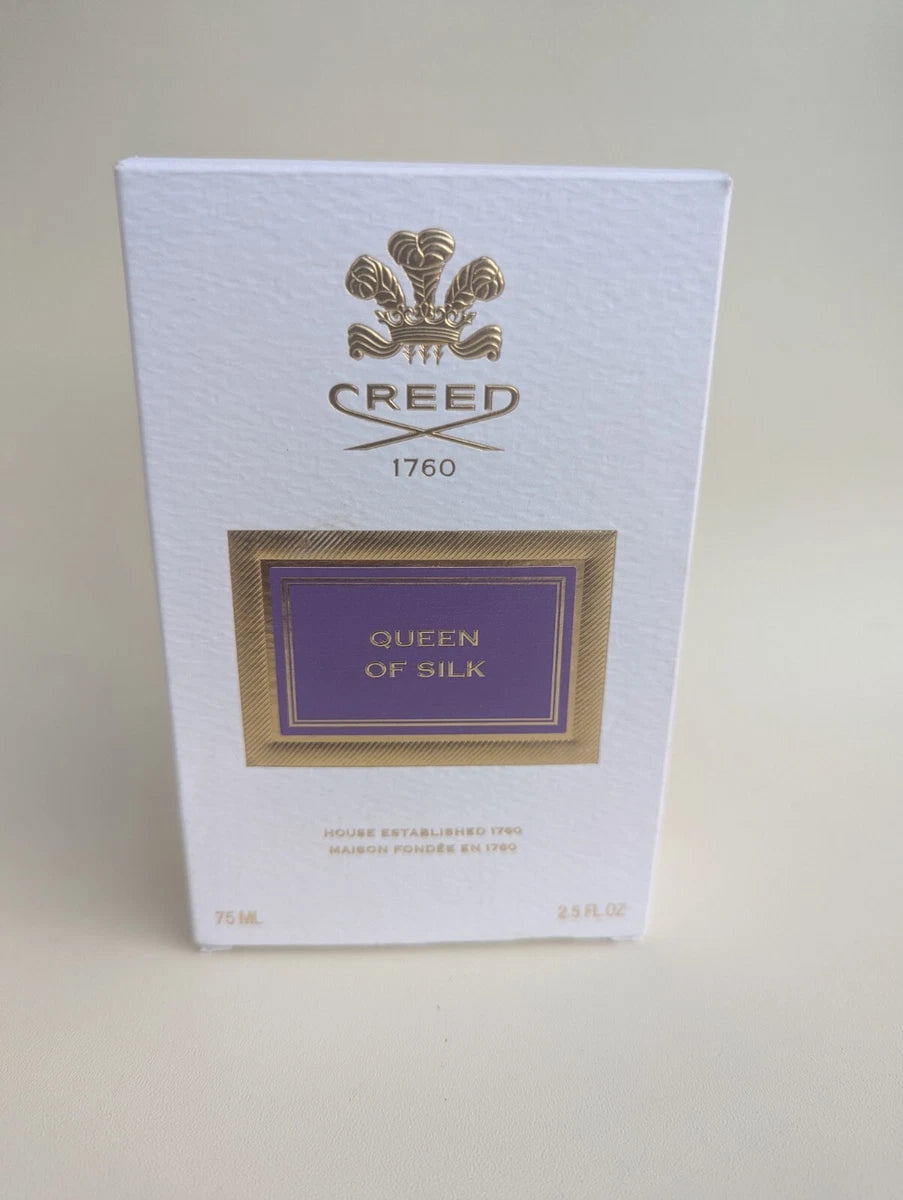 CREED
1760
QUEEN
OF SILK
HOUSE ESTABLISHED 1760
MAISON FONDÉE EN 1760
75 ML
2.5 FL.OZ